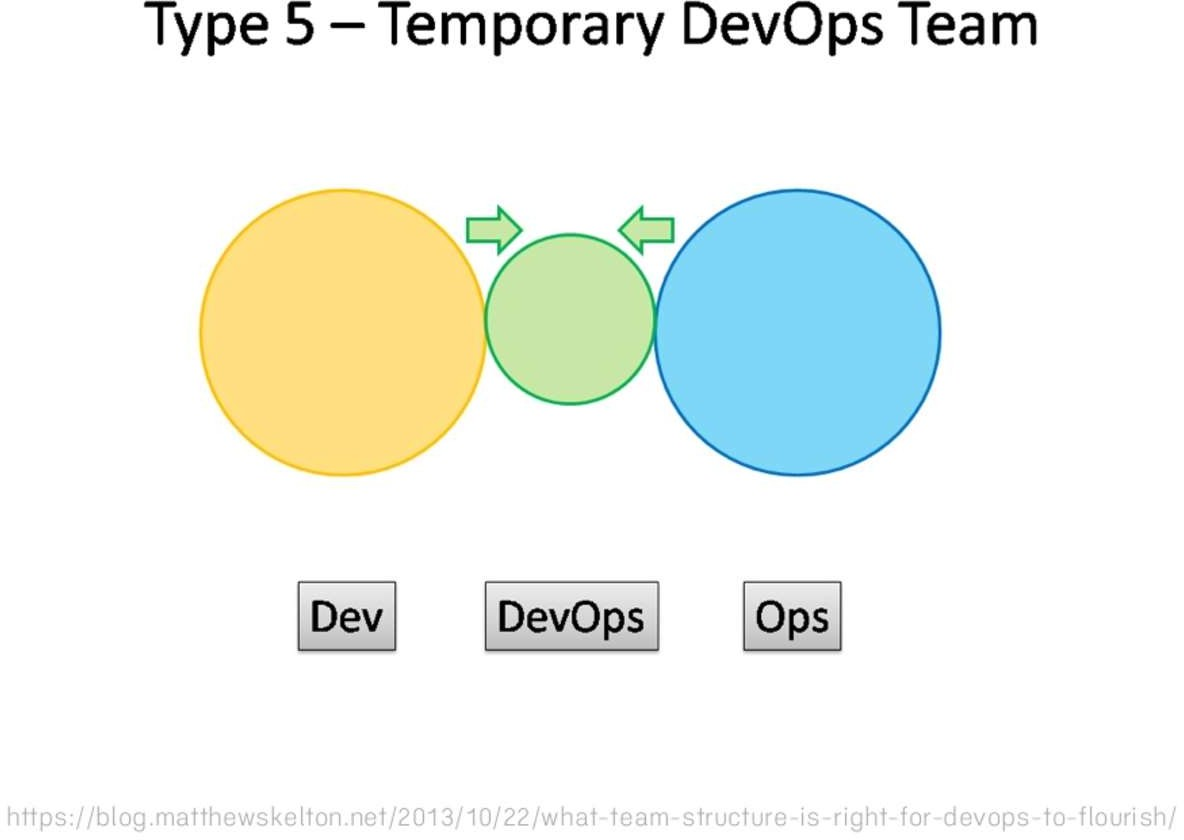 Type 5 – Temporary DevOps Team
Dev
DevOps
Ops
https://blog.matthewskelton.net/2013/10/22/what-team-structure-is-right-for-devops-to-flourish/